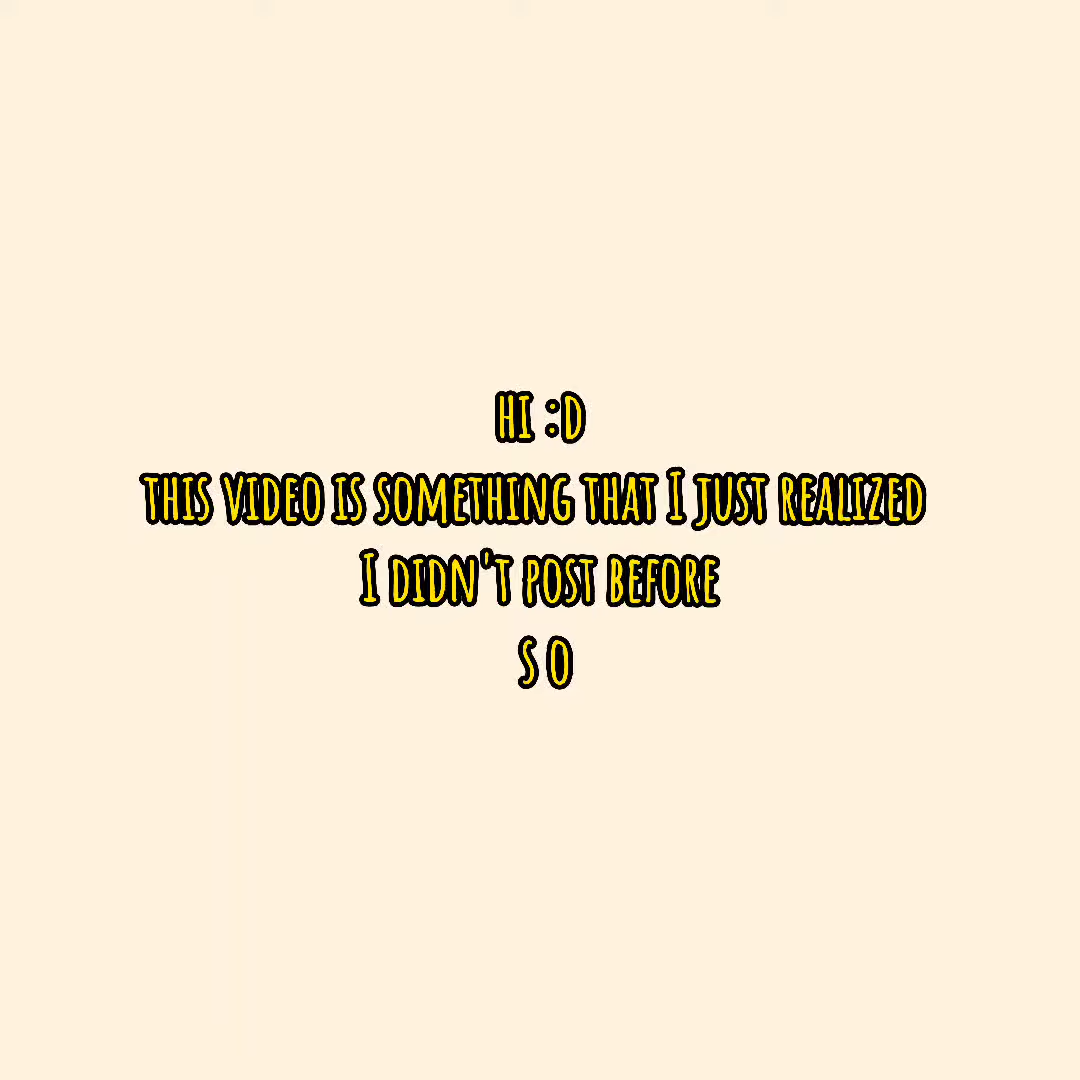 hi :D
this video is something that I just realized
I didn't post before
s o